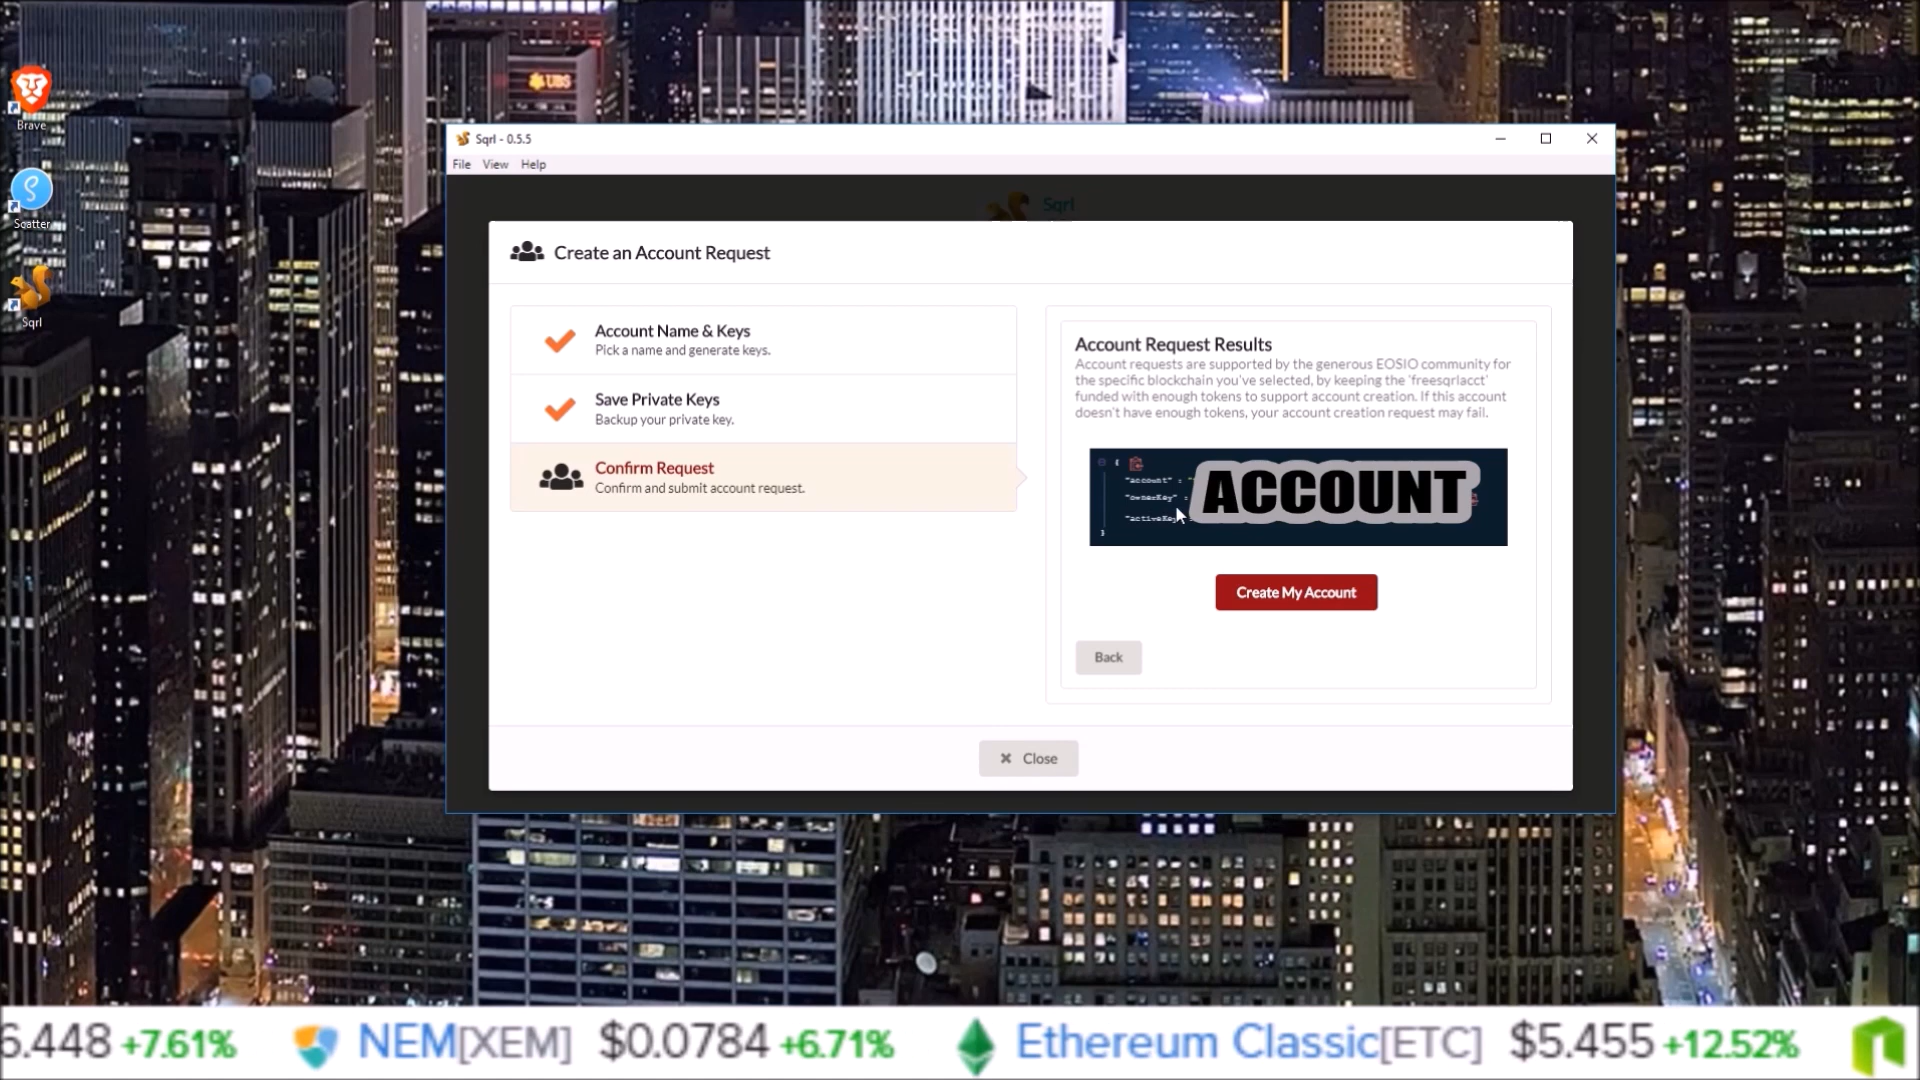 UBS
Brave
Scatter
Sqrl
Sqrl - 0.5.5
File View Help
Sqrl
Create an Account Request
Account Name & Keys
Pick a name and generate keys.
Save Private Keys
Backup your private key.
Confirm Request
Confirm and submit account request.
Account Request Results
Account requests are supported by the generous EOSIO community for
the specific blockchain you've selected, by keeping the 'freesqrlacct'
funded with enough tokens to support account creation. If this account
doesn't have enough tokens, your account creation request may fail.
{
"account" : "
"ownerKey" :
"activeKey
}
ACCOUNT
Create My Account
Back
Close
6.448 +7.61% NEM[XEM] $0.0784 +6.71% Ethereum Classic[ETC] $5.455 +12.52%